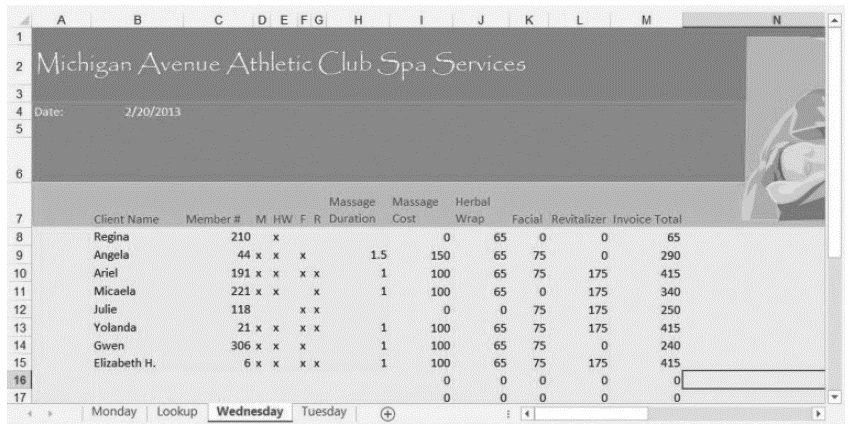 A B C D E F G H I J K L M N
1
2 Michigan Avenue Athletic Club Spa Services
3
4 Date: 2/20/2013
5
6
Massage Massage Herbal
7 Client Name Member # M HW F R Duration Cost Wrap Facial Revitalizer Invoice Total
8 Regina 210 x 0 65 0 0 65
9 Angela 44 x x x 1.5 150 65 75 0 290
10 Ariel 191 x x x x 1 100 65 75 175 415
11 Micaela 221 x x x 1 100 65 0 175 340
12 Julie 118 x x 0 0 75 175 250
13 Yolanda 21 x x x x 1 100 65 75 175 415
14 Gwen 306 x x x 1 100 65 75 0 240
15 Elizabeth H. 6 x x x x 1 100 65 75 175 415
16 0 0 0 0 0
17 0 0 0 0 0
Monday Lookup Wednesday Tuesday